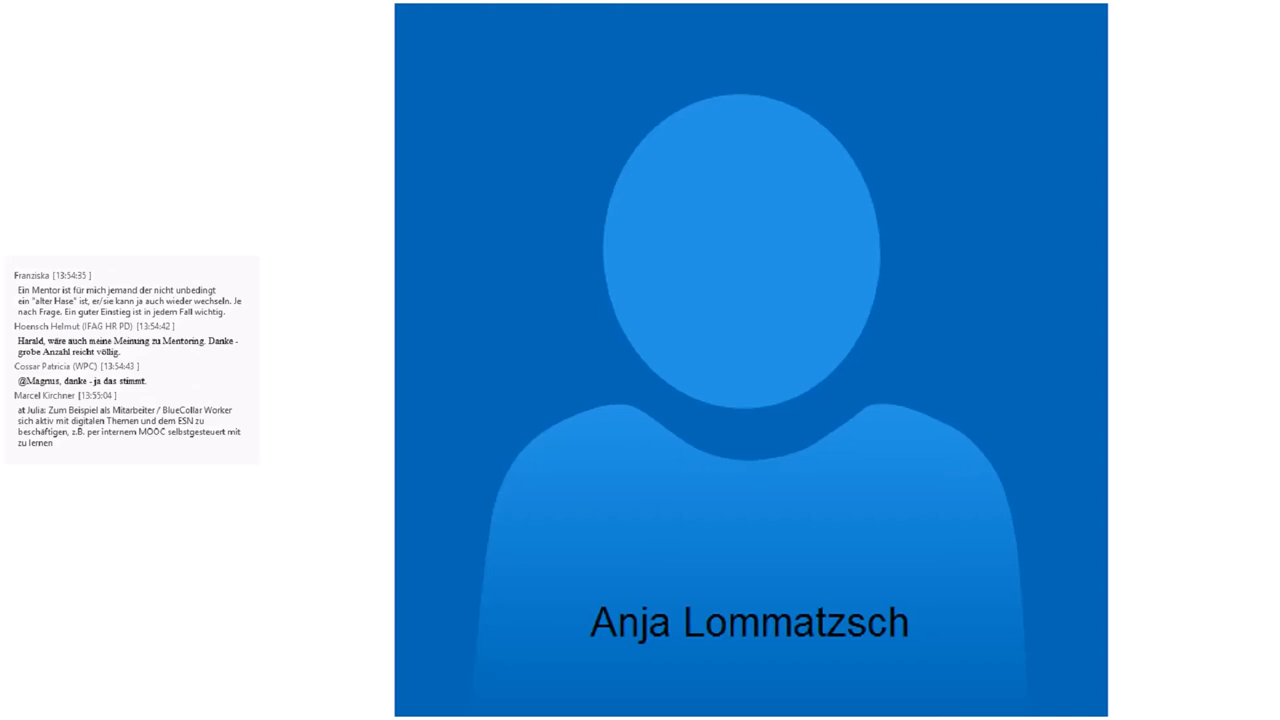 Franziska [13:54:35 ]
Ein Mentor ist für mich jemand der nicht unbedingt
ein "alter Hase" ist, er/sie kann ja auch wieder wechseln. Je
nach Frage. Ein guter Einstieg ist in jedem Fall wichtig.
Hoensch Helmut (IFAG HR PD) [13:54:42 ]
Harald, wäre auch meine Meinung zu Mentoring. Danke -
grobe Anzahl reicht völlig.
Cossar Patricia (WPC) [13:54:43 ]
@Magnus, danke - ja das stimmt.
Marcel Kirchner [13:55:04 ]
at Julia: Zum Beispiel als Mitarbeiter / BlueCollar Worker
sich aktiv mit digitalen Themen und dem ESN zu
beschäftigen, z.B. per internem MOOC selbstgesteuert mit
zu lernen
Anja Lommatzsch